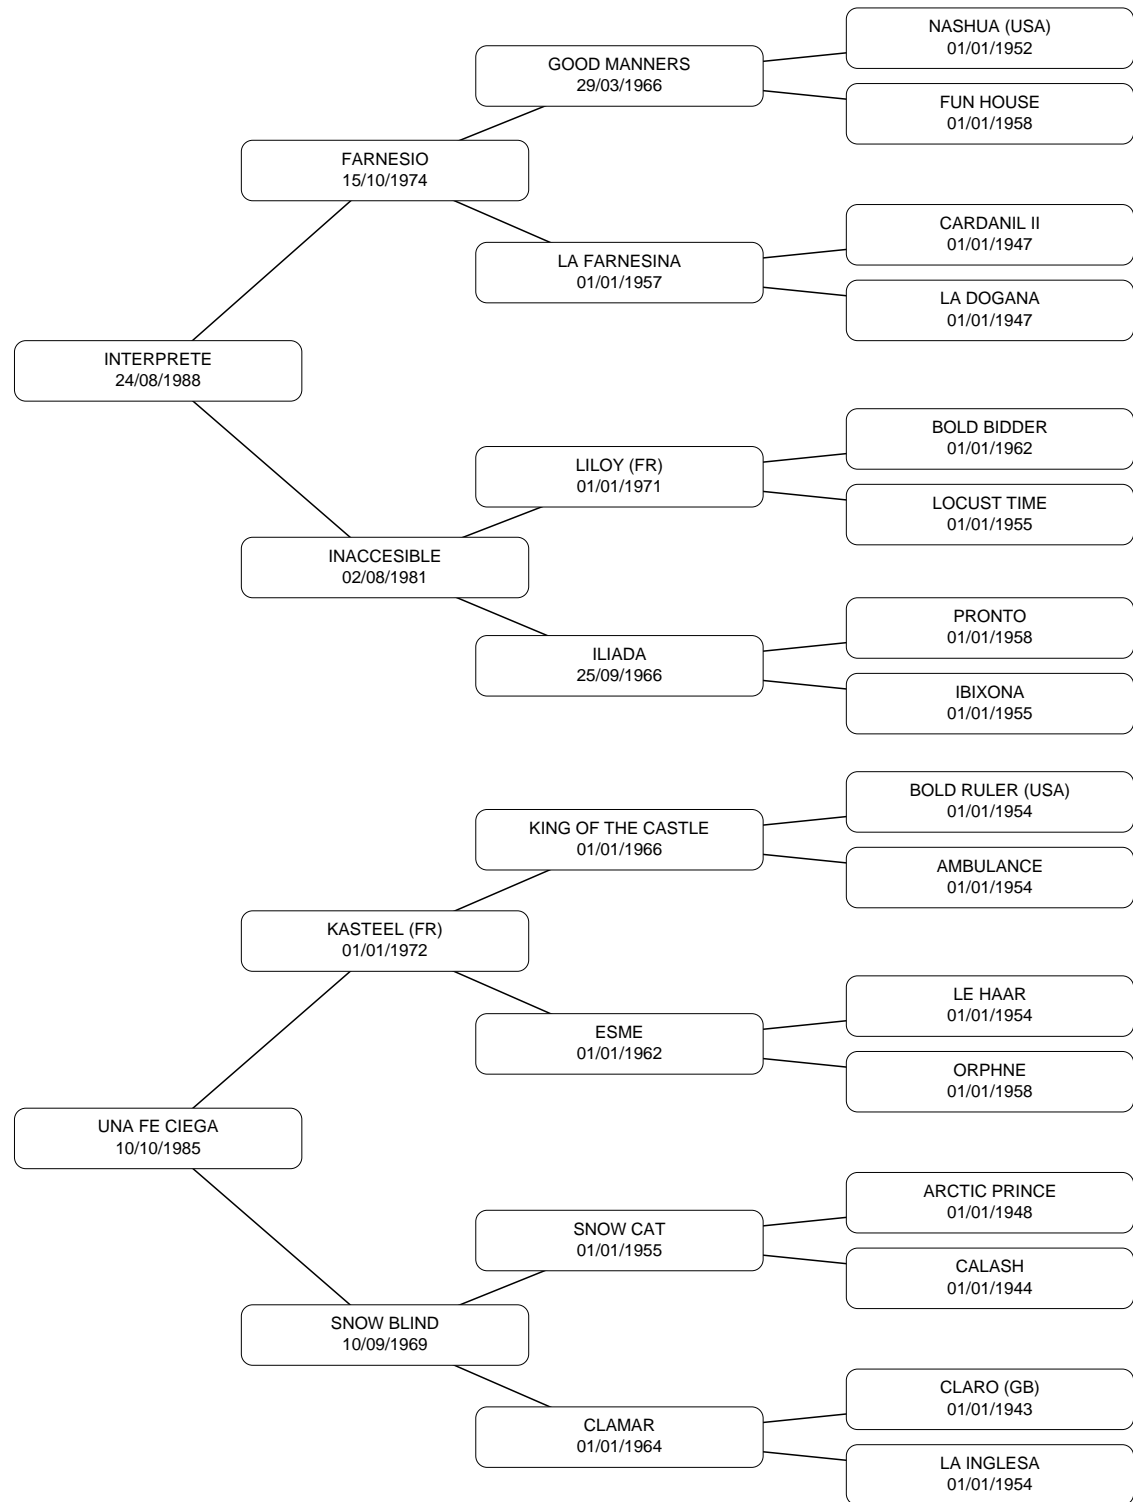 NASHUA (USA)
01/01/1952
GOOD MANNERS
29/03/1966
FUN HOUSE
01/01/1958
FARNESIO
15/10/1974
CARDANIL II
01/01/1947
LA FARNESINA
01/01/1957
LA DOGANA
01/01/1947
INTERPRETE
24/08/1988
BOLD BIDDER
01/01/1962
LILOY (FR)
01/01/1971
LOCUST TIME
01/01/1955
INACCESIBLE
02/08/1981
PRONTO
01/01/1958
ILIADA
25/09/1966
IBIXONA
01/01/1955
BOLD RULER (USA)
01/01/1954
KING OF THE CASTLE
01/01/1966
AMBULANCE
01/01/1954
KASTEEL (FR)
01/01/1972
LE HAAR
01/01/1954
ESME
01/01/1962
ORPHNE
01/01/1958
UNA FE CIEGA
10/10/1985
ARCTIC PRINCE
01/01/1948
SNOW CAT
01/01/1955
CALASH
01/01/1944
SNOW BLIND
10/09/1969
CLARO (GB)
01/01/1943
CLAMAR
01/01/1964
LA INGLESA
01/01/1954